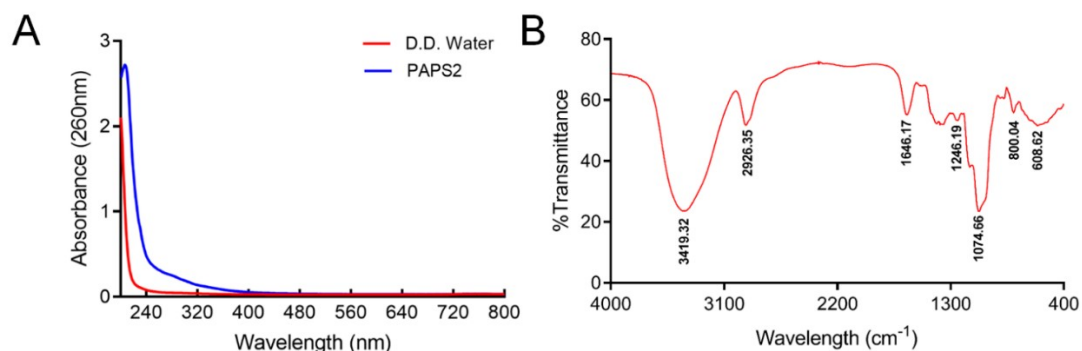 A
Absorbance (260nm)
3
2
1
0
D.D. Water
PAPS2
240 320 400 480 560 640 720 800
Wavelength (nm)
B
%Transmittance
80
60
40
20
0
3419.32
2926.35
1646.17
1246.19
1074.66
800.04
608.62
4000 3100 2200 1300 400
Wavelength (cm⁻¹)